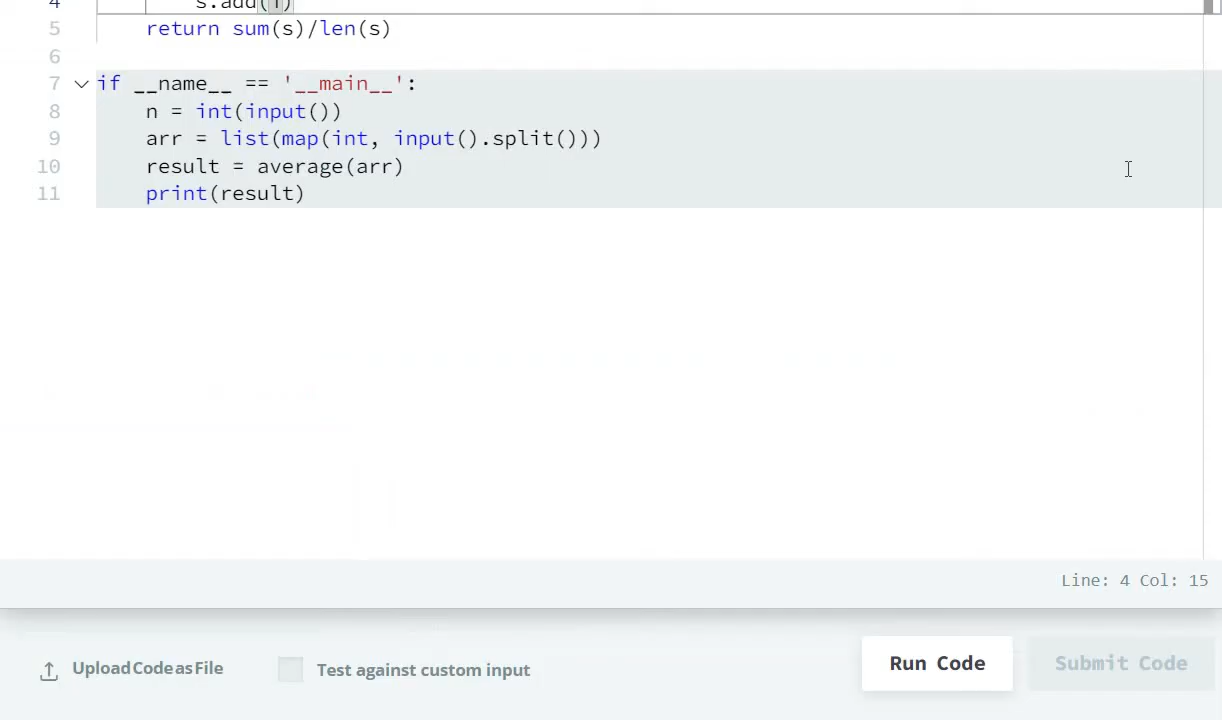 4 s.add(i)
5 return sum(s)/len(s)
6
7 if __name__ == '__main__':
8 n = int(input())
9 arr = list(map(int, input().split()))
10 result = average(arr)
11 print(result)
Line: 4 Col: 15
Upload Code as File Test against custom input Run Code Submit Code